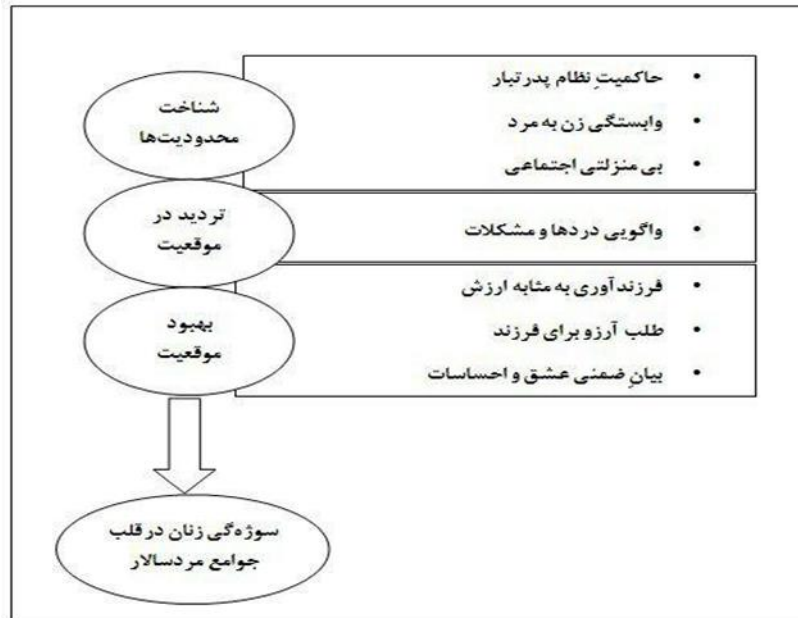 شناخت
محدودیت‌ها
• حاکمیتِ نظام پدرتبار
• وابستگی زن به مرد
• بی منزلتی اجتماعی
تردید در
موقعیت
• واگویی دردها و مشکلات
بهبود
موقعیت
• فرزندآوری به مثابه ارزش
• طلب آرزو برای فرزند
• بیانِ ضمنی عشق و احساسات
سوژه‌گی زنان در قلب
جوامع مردسالار